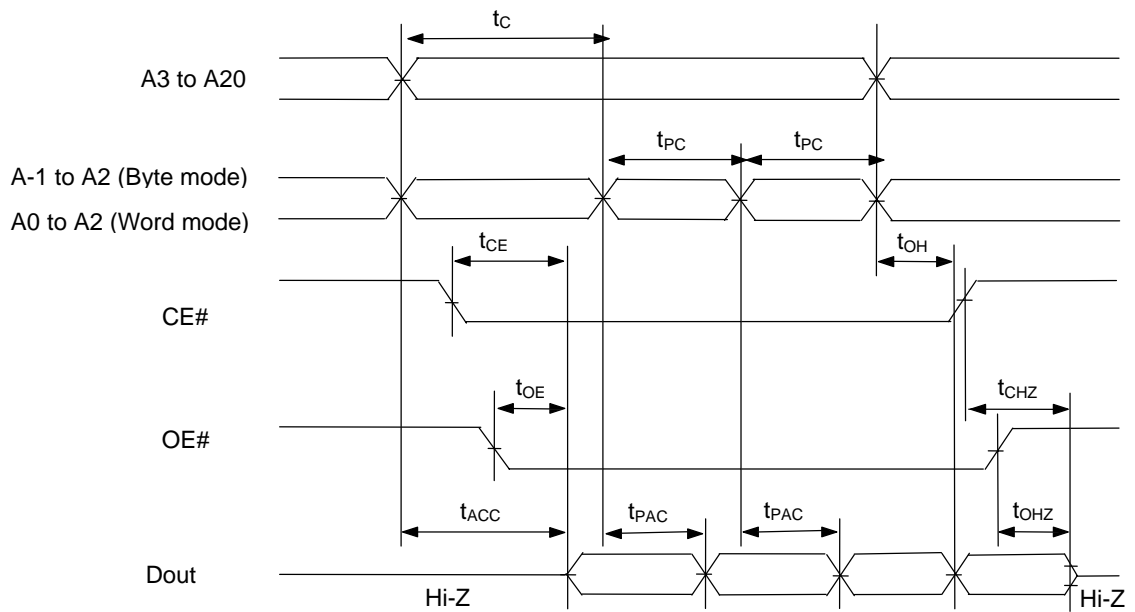 tC
A3 to A20
tPC tPC
A-1 to A2 (Byte mode)
A0 to A2 (Word mode)
tCE tOH
CE#
tOE tCHZ
OE#
tACC tPAC tPAC tOHZ
Dout
Hi-Z Hi-Z